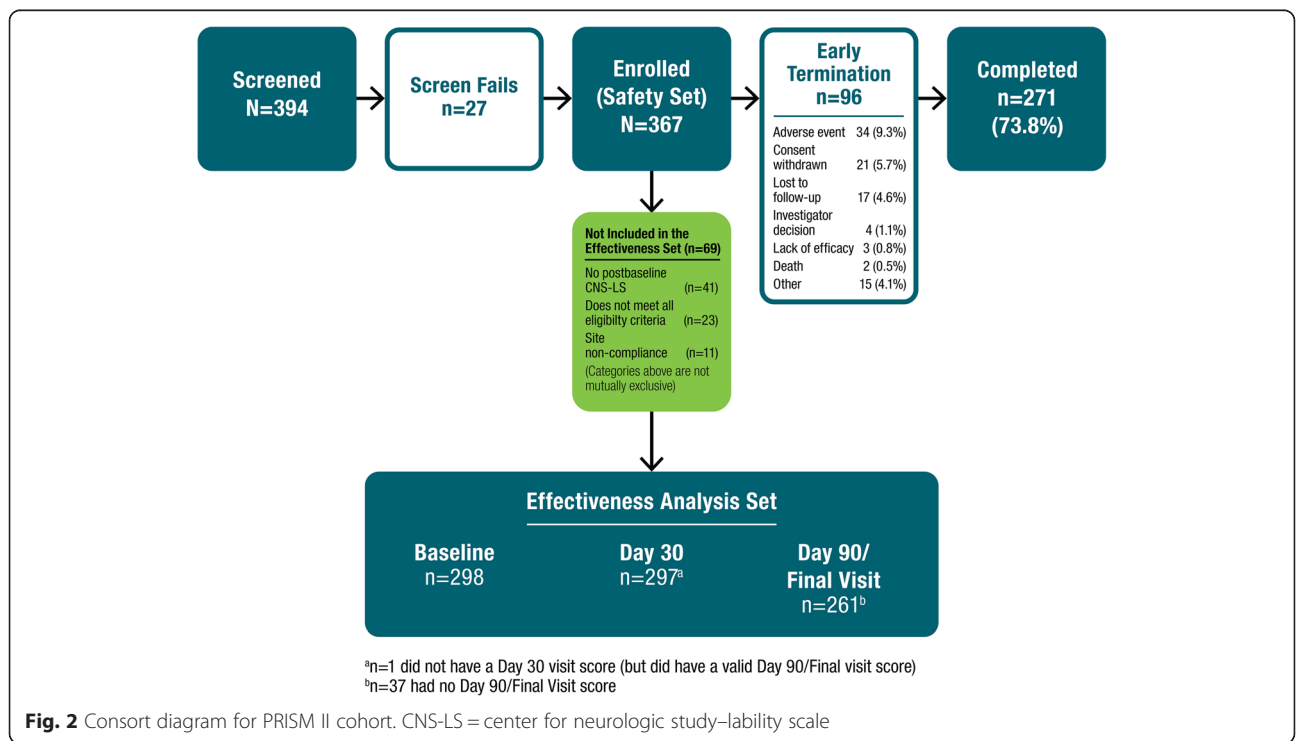 Screened
N=394
Screen Fails
n=27
Enrolled
(Safety Set)
N=367
Early
Termination
n=96
Adverse event 34 (9.3%)
Consent
withdrawn 21 (5.7%)
Lost to
follow-up 17 (4.6%)
Investigator
decision 4 (1.1%)
Lack of efficacy 3 (0.8%)
Death 2 (0.5%)
Other 15 (4.1%)
Completed
n=271
(73.8%)
Not Included in the
Effectiveness Set (n=69)
No postbaseline
CNS-LS (n=41)
Does not meet all
eligibilty criteria (n=23)
Site
non-compliance (n=11)
(Categories above are not
mutually exclusive)
Effectiveness Analysis Set
Baseline
n=298
Day 30
n=297ᵃ
Day 90/
Final Visit
n=261ᵇ
ᵃn=1 did not have a Day 30 visit score (but did have a valid Day 90/Final visit score)
ᵇn=37 had no Day 90/Final Visit score
Fig. 2 Consort diagram for PRISM II cohort. CNS-LS = center for neurologic study–lability scale